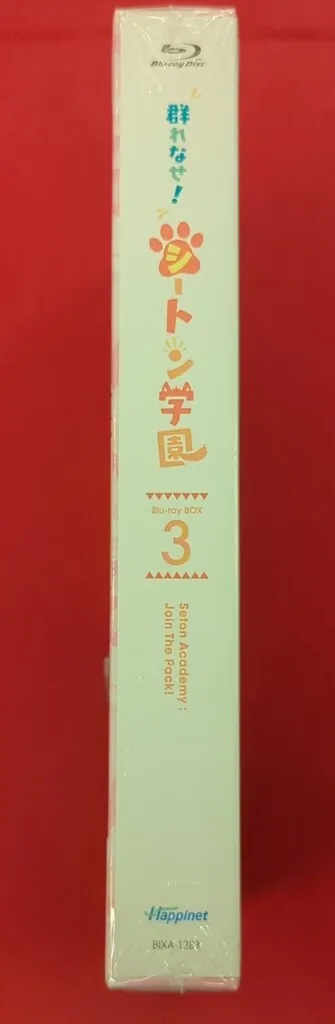 Blu-ray Disc
群れなせ！
シートン学園
Blu-ray BOX
3
Seton Academy:
Join The Pack!
Happinet